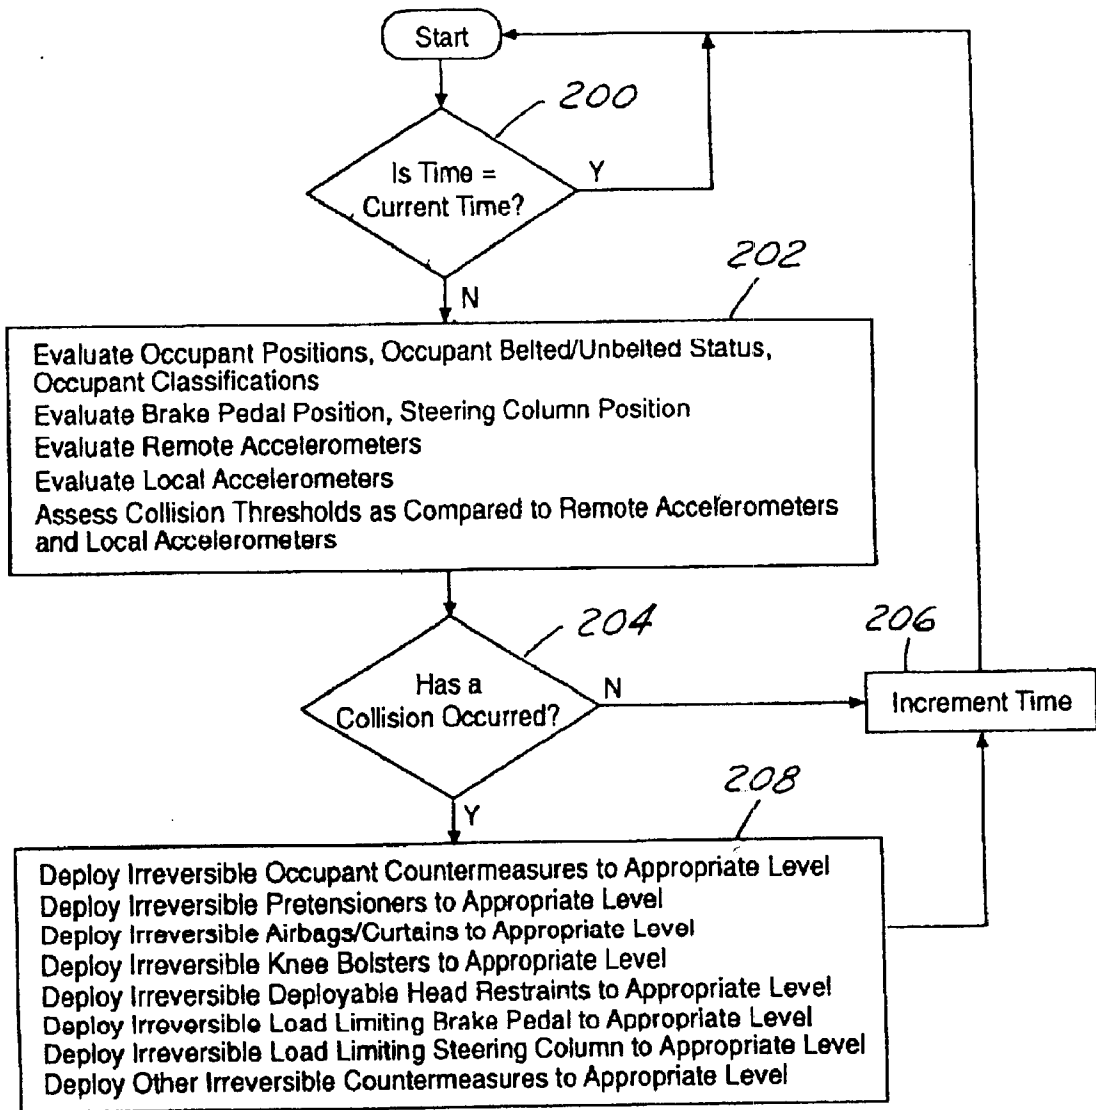 Start
200
Is Time =
Current Time?
Y
N
202
Evaluate Occupant Positions, Occupant Belted/Unbelted Status,
Occupant Classifications
Evaluate Brake Pedal Position, Steering Column Position
Evaluate Remote Accelerometers
Evaluate Local Accelerometers
Assess Collision Thresholds as Compared to Remote Accelerometers
and Local Accelerometers
204
Has a
Collision Occurred?
N
206
Increment Time
Y
208
Deploy Irreversible Occupant Countermeasures to Appropriate Level
Deploy Irreversible Pretensioners to Appropriate Level
Deploy Irreversible Airbags/Curtains to Appropriate Level
Deploy Irreversible Knee Bolsters to Appropriate Level
Deploy Irreversible Deployable Head Restraints to Appropriate Level
Deploy Irreversible Load Limiting Brake Pedal to Appropriate Level
Deploy Irreversible Load Limiting Steering Column to Appropriate Level
Deploy Other Irreversible Countermeasures to Appropriate Level